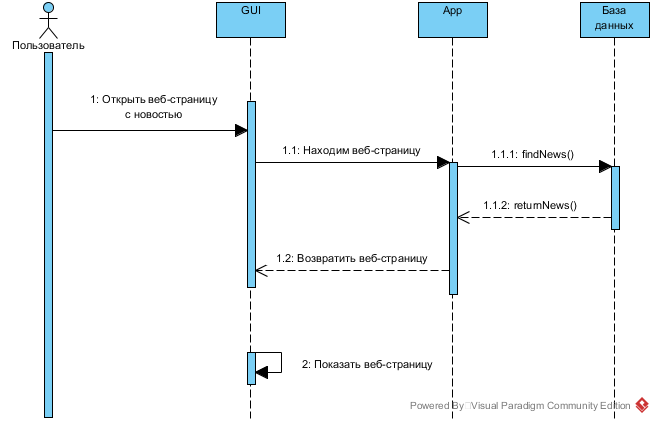 GUI
App
База
данных
Пользователь
1: Открыть веб-страницу
с новостью
1.1: Находим веб-страницу
1.1.1: findNews()
1.1.2: returnNews()
1.2: Возвратить веб-страницу
2: Показать веб-страницу
Powered By Visual Paradigm Community Edition